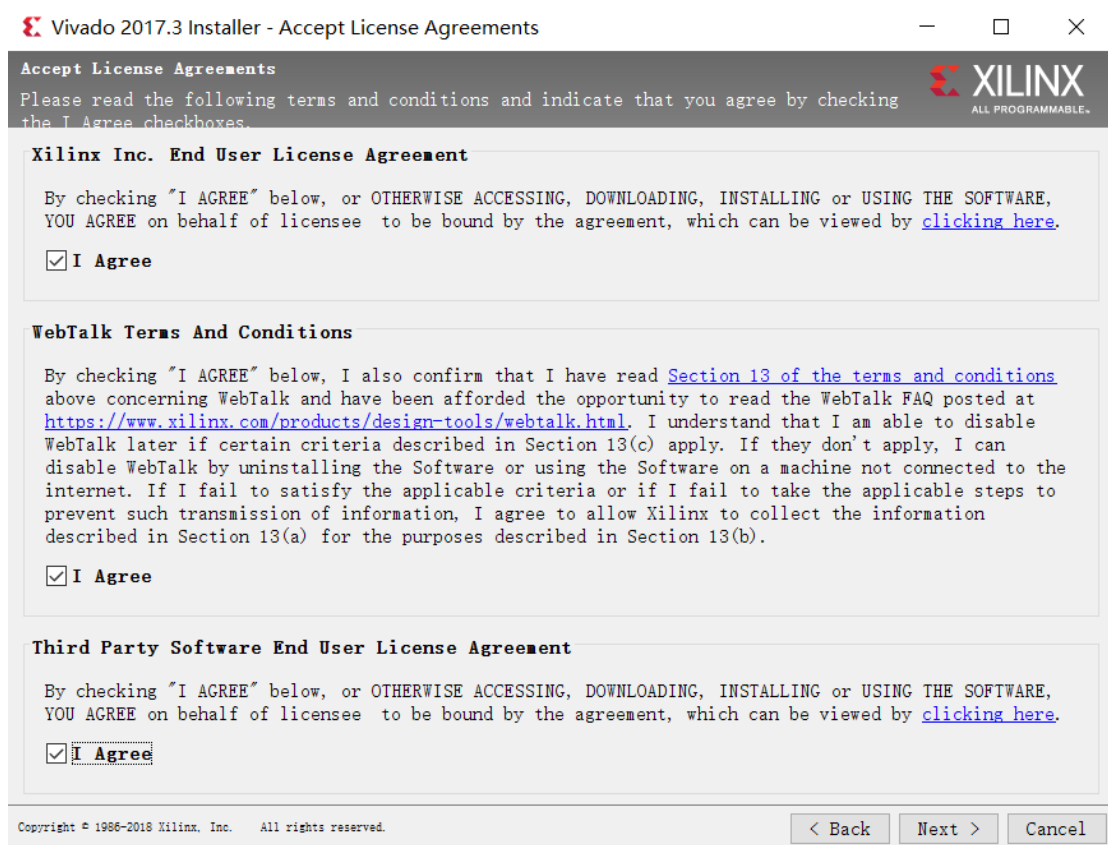 Vivado 2017.3 Installer - Accept License Agreements
Accept License Agreements
Please read the following terms and conditions and indicate that you agree by checking
the I Agree checkboxes.
XILINX
ALL PROGRAMMABLE™
Xilinx Inc. End User License Agreement
By checking "I AGREE" below, or OTHERWISE ACCESSING, DOWNLOADING, INSTALLING or USING THE SOFTWARE,
YOU AGREE on behalf of licensee  to be bound by the agreement, which can be viewed by clicking here.
I Agree
WebTalk Terms And Conditions
By checking "I AGREE" below, I also confirm that I have read Section 13 of the terms and conditions
above concerning WebTalk and have been afforded the opportunity to read the WebTalk FAQ posted at
https://www.xilinx.com/products/design-tools/webtalk.html. I understand that I am able to disable
WebTalk later if certain criteria described in Section 13(c) apply. If they don't apply, I can
disable WebTalk by uninstalling the Software or using the Software on a machine not connected to the
internet. If I fail to satisfy the applicable criteria or if I fail to take the applicable steps to
prevent such transmission of information, I agree to allow Xilinx to collect the information
described in Section 13(a) for the purposes described in Section 13(b).
I Agree
Third Party Software End User License Agreement
By checking "I AGREE" below, or OTHERWISE ACCESSING, DOWNLOADING, INSTALLING or USING THE SOFTWARE,
YOU AGREE on behalf of licensee  to be bound by the agreement, which can be viewed by clicking here.
I Agree
Copyright © 1986-2018 Xilinx, Inc.  All rights reserved.
< Back
Next >
Cancel